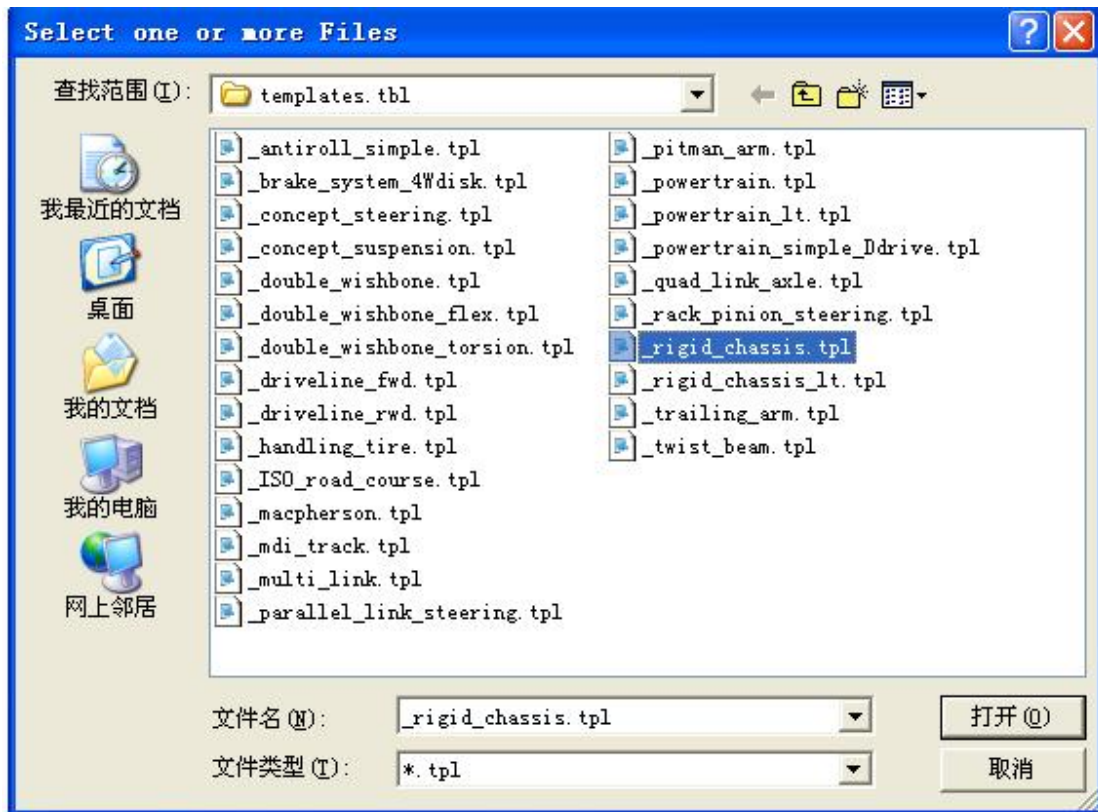 Select one or more Files
查找范围(I):
templates.tbl
我最近的文档
桌面
我的文档
我的电脑
网上邻居
_antiroll_simple.tpl
_brake_system_4Wdisk.tpl
_concept_steering.tpl
_concept_suspension.tpl
_double_wishbone.tpl
_double_wishbone_flex.tpl
_double_wishbone_torsion.tpl
_driveline_fwd.tpl
_driveline_rwd.tpl
_handling_tire.tpl
_ISO_road_course.tpl
_macpherson.tpl
_mdi_track.tpl
_multi_link.tpl
_parallel_link_steering.tpl
_pitman_arm.tpl
_powertrain.tpl
_powertrain_lt.tpl
_powertrain_simple_Ddrive.tpl
_quad_link_axle.tpl
_rack_pinion_steering.tpl
_rigid_chassis.tpl
_rigid_chassis_lt.tpl
_trailing_arm.tpl
_twist_beam.tpl
文件名(N):
_rigid_chassis.tpl
打开(O)
文件类型(T):
*.tpl
取消